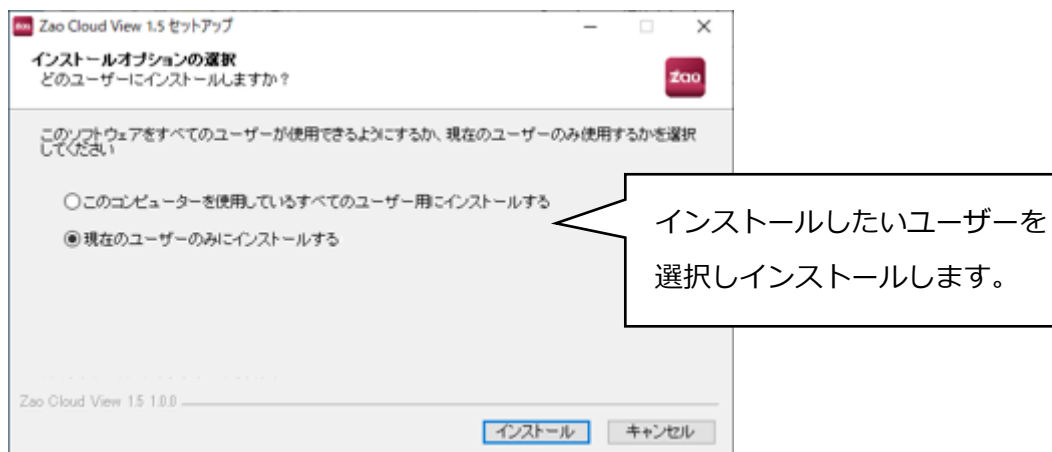 zao Zao Cloud View 1.5 セットアップ
インストールオプションの選択
どのユーザーにインストールしますか？
zao
このソフトウェアをすべてのユーザーが使用できるようにするか、現在のユーザーのみ使用するかを選択
してください
このコンピューターを使用しているすべてのユーザー用にインストールする
現在のユーザーのみにインストールする
インストールしたいユーザーを
選択しインストールします。
Zao Cloud View 1.5 1.0.0
インストール キャンセル